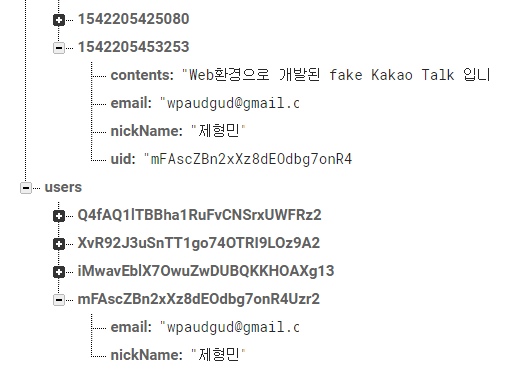 1542205425080
1542205453253
contents: "Web환경으로 개발된 fake Kakao Talk 입니
email: "wpaudgud@gmail.c
nickName: "제형민"
uid: "mFAscZBn2xXz8dEOdbg7onR4
users
Q4fAQ1lTBBha1RuFvCNSrxUWFRz2
XvR92J3uSnTT1go74OTRI9LOz9A2
iMwavEblX7OwuZwDUBQKKHOAXg13
mFAscZBn2xXz8dEOdbg7onR4Uzr2
email: "wpaudgud@gmail.c
nickName: "제형민"